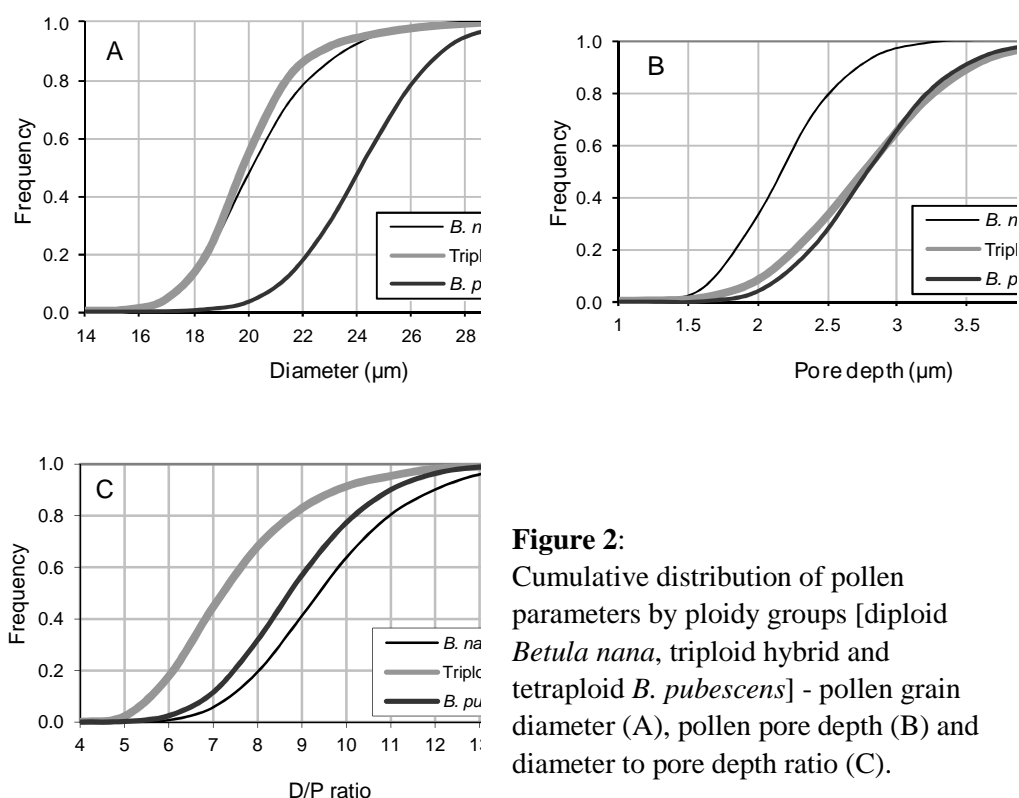 A
Frequency
1.0
0.8
0.6
0.4
0.2
0.0
14 16 18 20 22 24 26 28
Diameter (µm)
B. n
Tripl
B. p
B
Frequency
1.0
0.8
0.6
0.4
0.2
0.0
1 1.5 2 2.5 3 3.5
Pore depth (µm)
B. n
Tripl
B. p
C
Frequency
1.0
0.8
0.6
0.4
0.2
0.0
4 5 6 7 8 9 10 11 12
D/P ratio
B. na
Triplo
B. pu
Figure 2:
Cumulative distribution of pollen
parameters by ploidy groups [diploid
Betula nana, triploid hybrid and
tetraploid B. pubescens] - pollen grain
diameter (A), pollen pore depth (B) and
diameter to pore depth ratio (C).